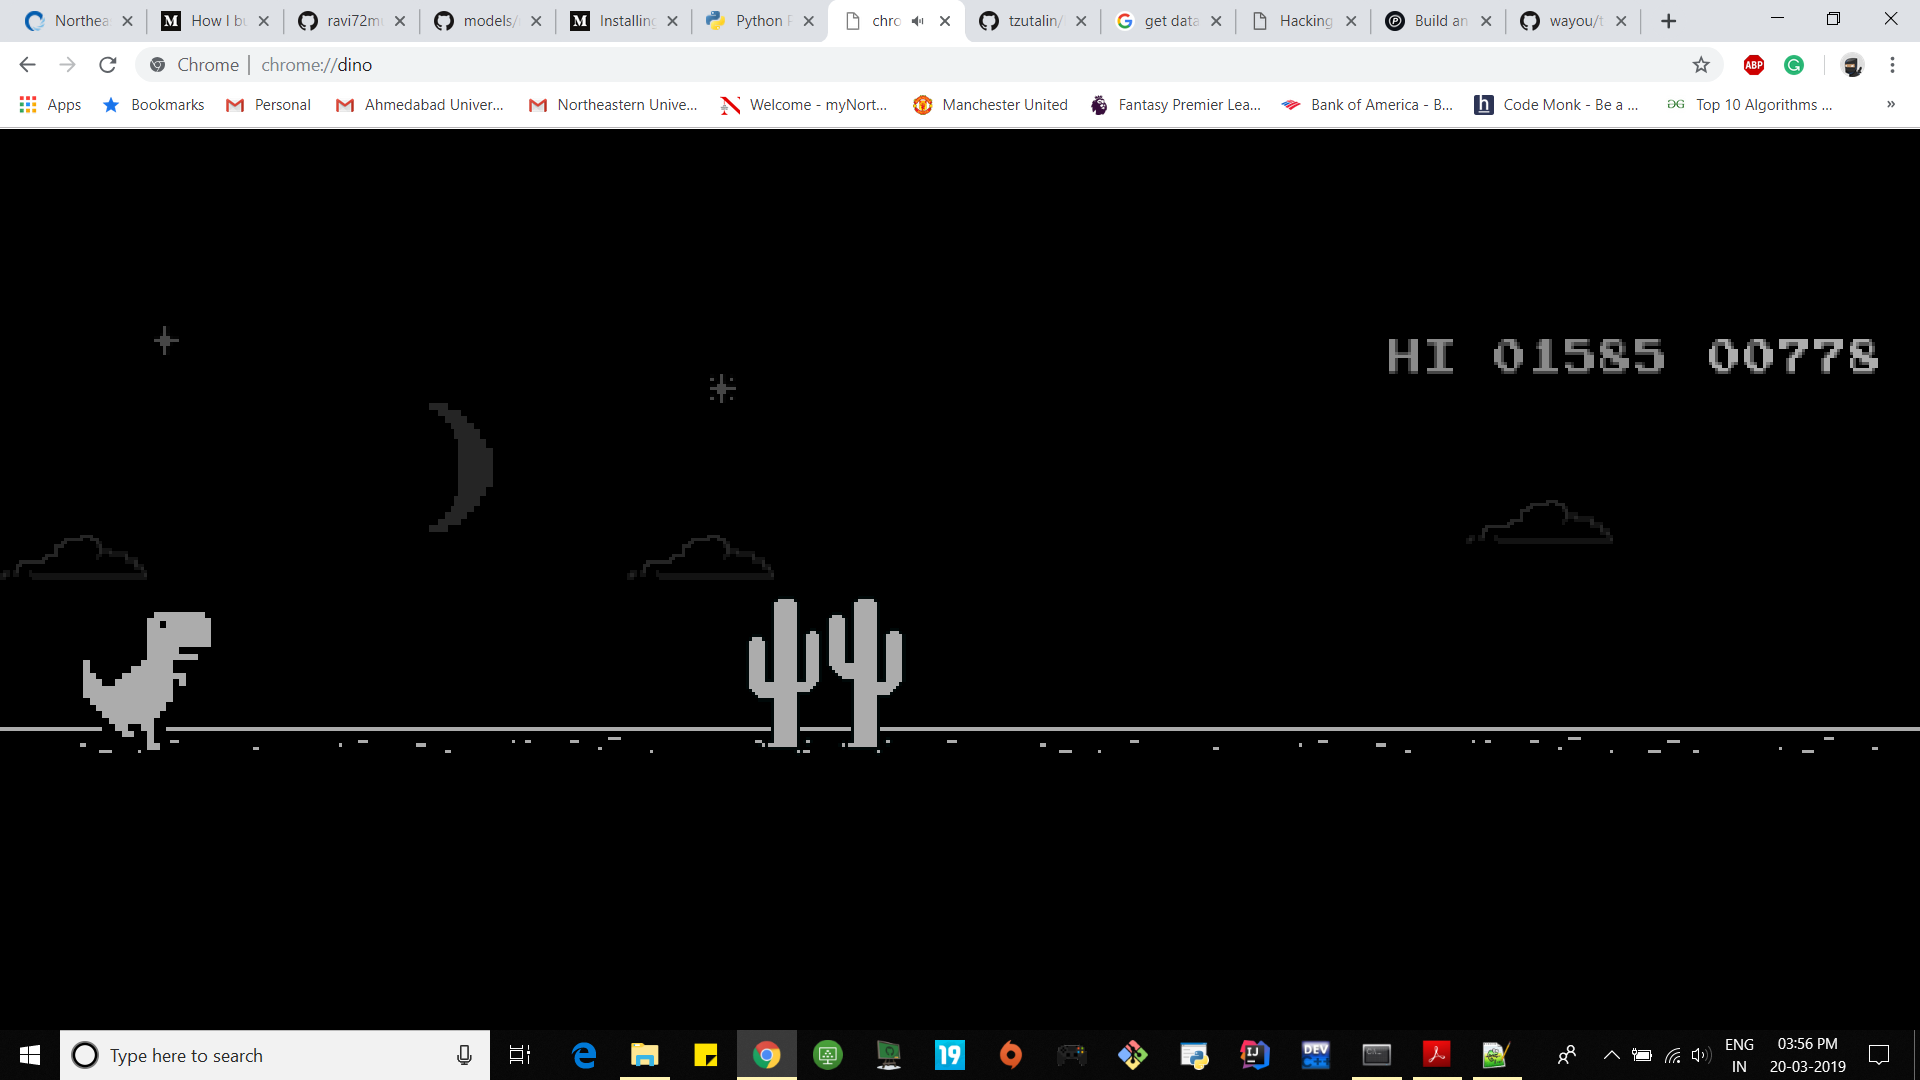 Northea How I bu ravi72m models/ Installing Python chro tzutalin/ get data Hacking Build an wayou/t
Chrome | chrome://dino
Apps Bookmarks Personal Ahmedabad Univer... Northeastern Unive... Welcome - myNort... Manchester United Fantasy Premier Lea... Bank of America - B... Code Monk - Be a ... Top 10 Algorithms ... »
HI 01585 00778
Type here to search
19
DEV
ENG
IN
03:56 PM
20-03-2019